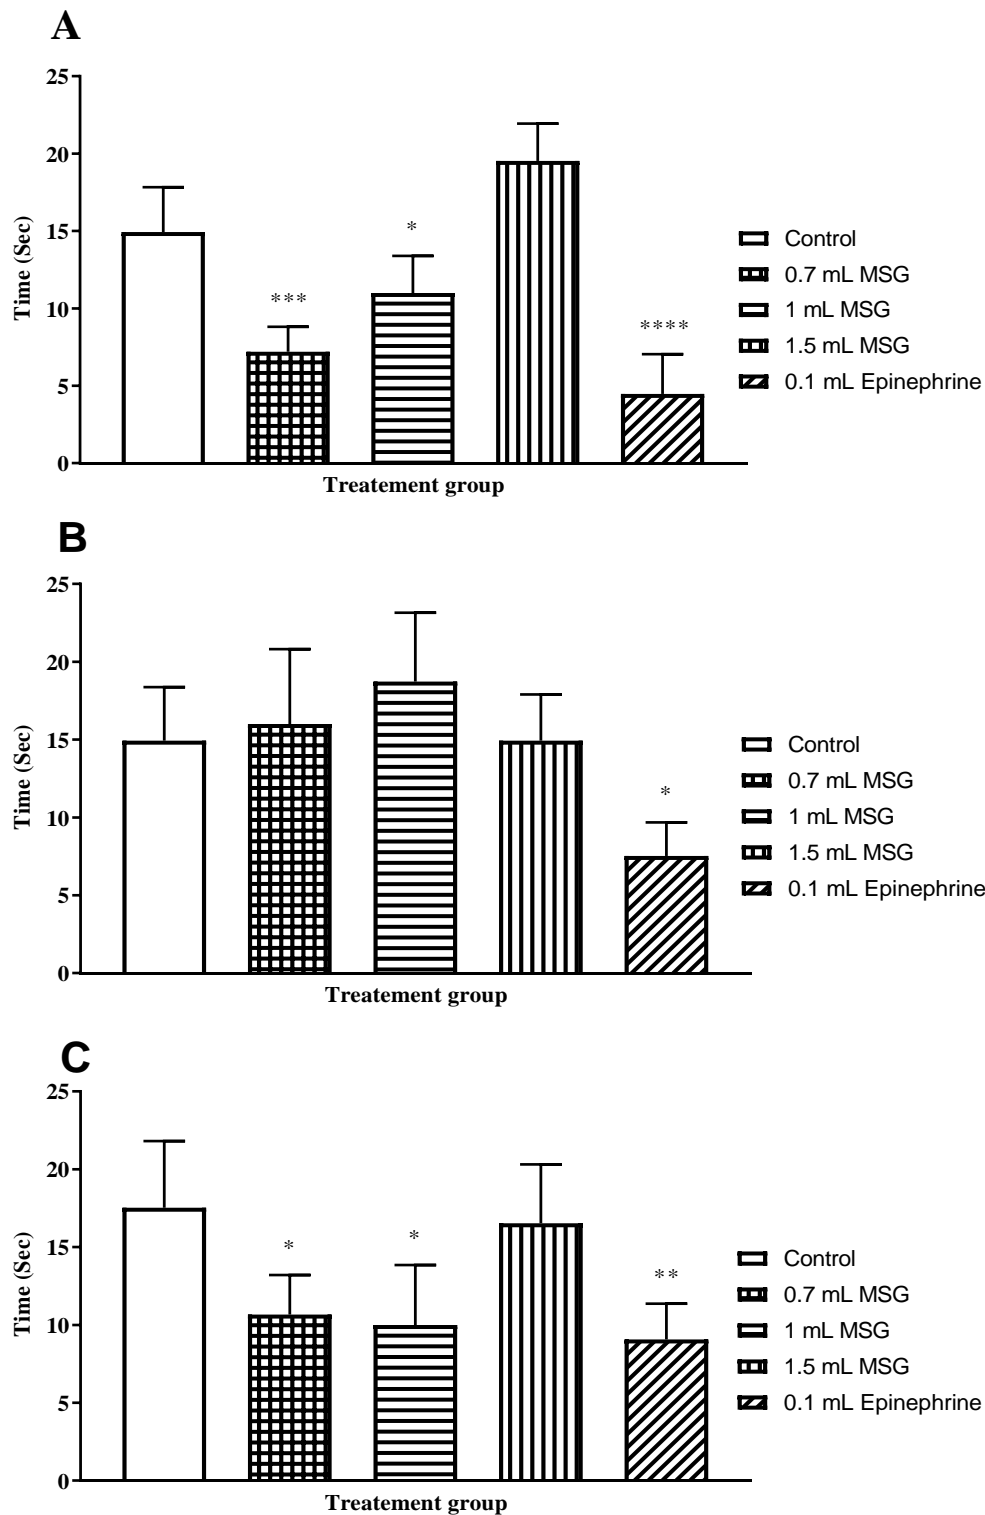 A
25
20
15
10
5
0
Time (Sec)
***
*
****
Treatement group
Control
0.7 mL MSG
1 mL MSG
1.5 mL MSG
0.1 mL Epinephrine
B
25
20
15
10
5
0
Time (Sec)
*
Treatement group
Control
0.7 mL MSG
1 mL MSG
1.5 mL MSG
0.1 mL Epinephrine
C
25
20
15
10
5
0
Time (Sec)
*
*
**
Treatement group
Control
0.7 mL MSG
1 mL MSG
1.5 mL MSG
0.1 mL Epinephrine